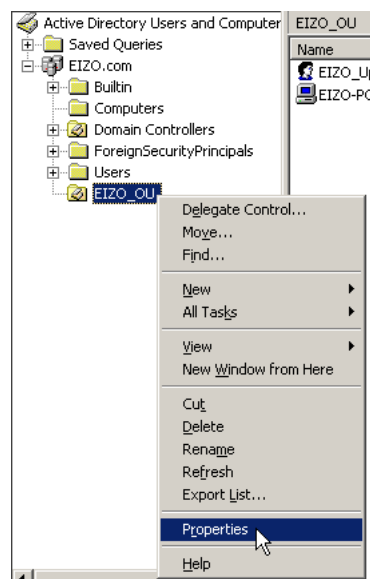 Active Directory Users and Computer
Saved Queries
EIZO.com
Builtin
Computers
Domain Controllers
ForeignSecurityPrincipals
Users
EIZO_OU
EIZO_OU
Name
EIZO_Up
EIZO-PC
Delegate Control...
Move...
Find...
New
All Tasks
View
New Window from Here
Cut
Delete
Rename
Refresh
Export List...
Properties
Help